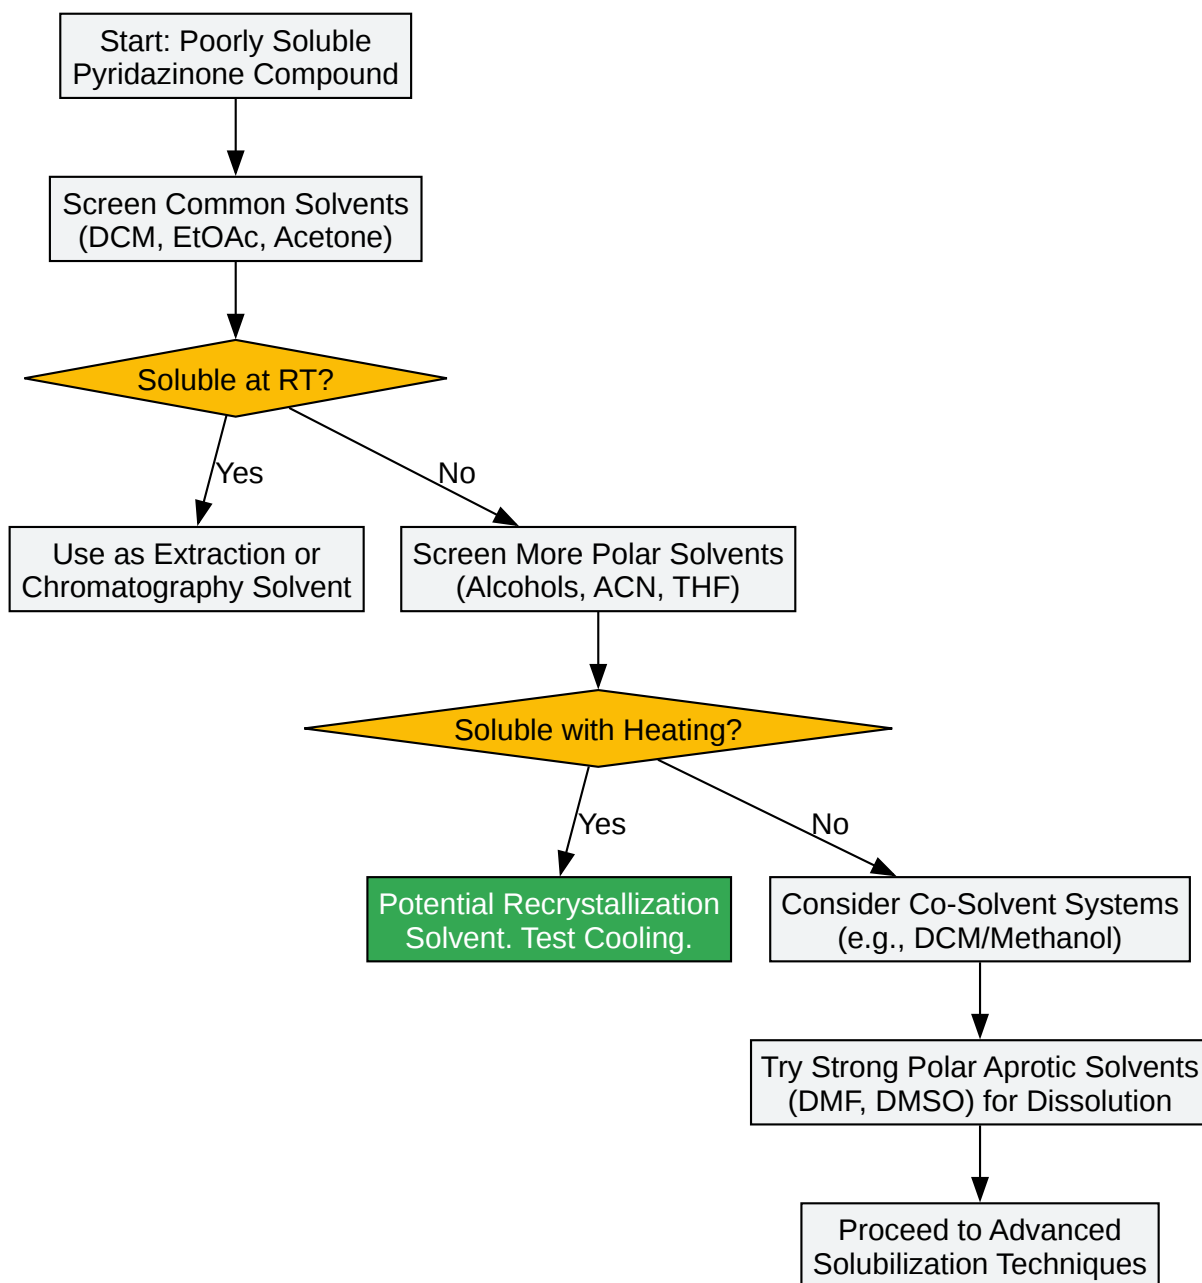 Start: Poorly Soluble
Pyridazinone Compound
Screen Common Solvents
(DCM, EtOAc, Acetone)
Soluble at RT?
Yes
No
Use as Extraction or
Chromatography Solvent
Screen More Polar Solvents
(Alcohols, ACN, THF)
Soluble with Heating?
Yes
No
Potential Recrystallization
Solvent. Test Cooling.
Consider Co-Solvent Systems
(e.g., DCM/Methanol)
Try Strong Polar Aprotic Solvents
(DMF, DMSO) for Dissolution
Proceed to Advanced
Solubilization Techniques